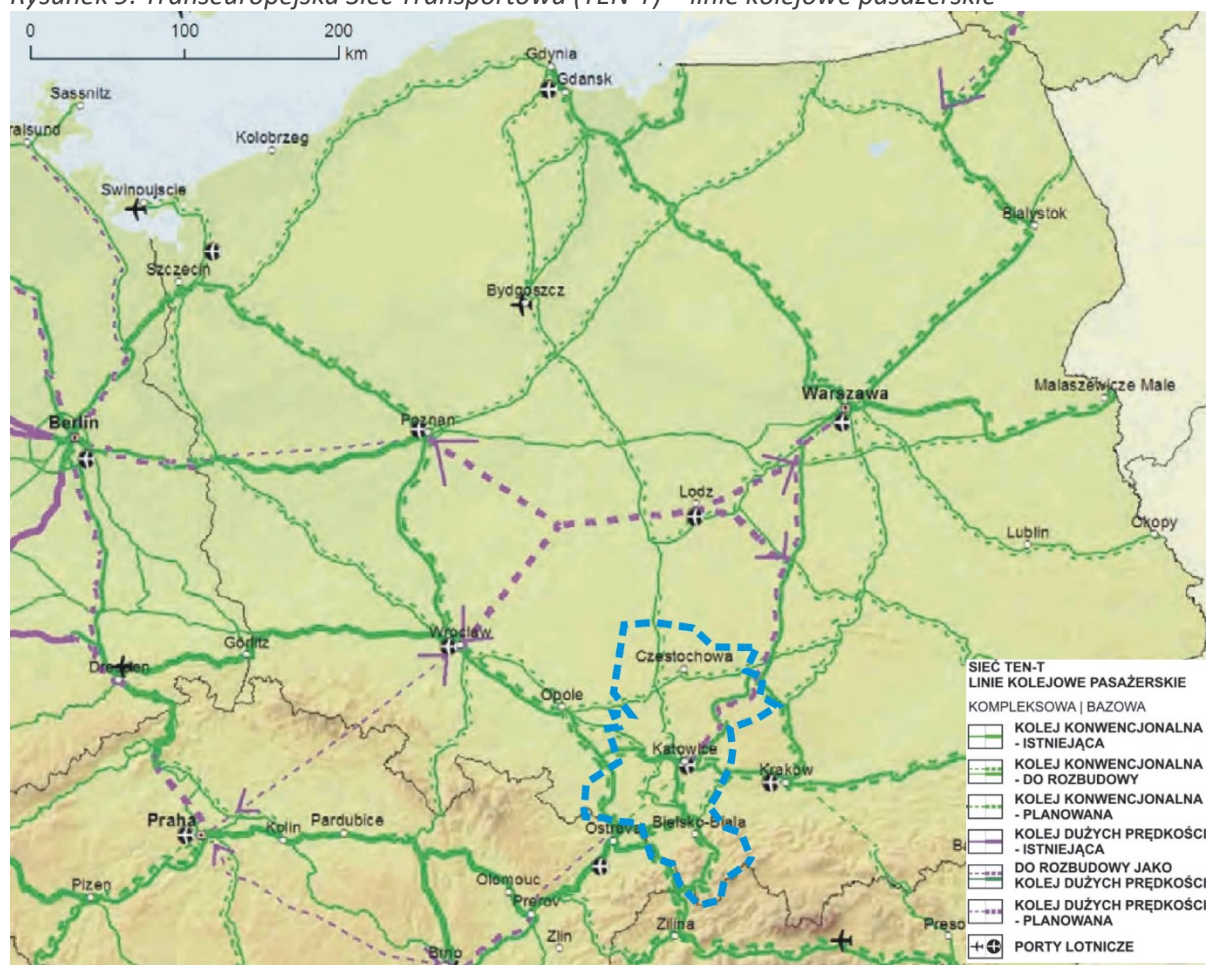 Rysunek 5. Transeuropejska Sieć Transportowa (TEN-T) – linie kolejowe pasażerskie
0 100 200
km
Gdynia
Gdansk
Sassnitz
ralsund
Kolobrzeg
Swinoujscie
Bialystok
Szczecin
Bydgoszcz
Warszawa
Malaszewicze Male
Berlin
Poznan
Lodz
Lublin
Okopy
Wroclaw
Görlitz
Dresden
Czestochowa
Opole
Katowice
Kraków
Praha
Kolin
Pardubice
Ostrava
Bielsko-Biala
Plzen
Olomouc
Prerov
Zlin
Zilina
Brno
Preso
SIEĆ TEN-T
LINIE KOLEJOWE PASAŻERSKIE
KOMPLEKSOWA | BAZOWA
KOLEJ KONWENCJONALNA
- ISTNIEJĄCA
KOLEJ KONWENCJONALNA
- DO ROZBUDOWY
KOLEJ KONWENCJONALNA
- PLANOWANA
KOLEJ DUŻYCH PRĘDKOŚCI
- ISTNIEJĄCA
DO ROZBUDOWY JAKO
KOLEJ DUŻYCH PRĘDKOŚCI
KOLEJ DUŻYCH PRĘDKOŚCI
- PLANOWANA
PORTY LOTNICZE